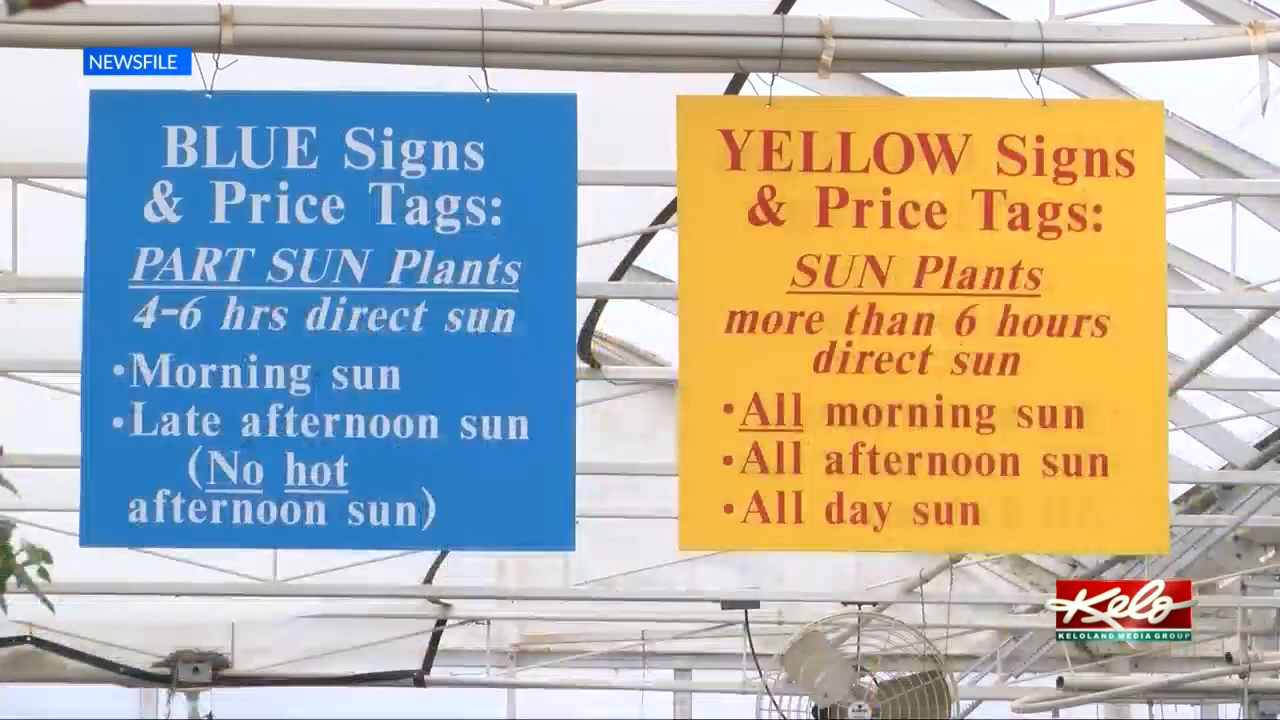 NEWSFILE
BLUE Signs
& Price Tags:
PART SUN Plants
4-6 hrs direct sun
•Morning sun
•Late afternoon sun
(No hot
afternoon sun)
YELLOW Signs
& Price Tags:
SUN Plants
more than 6 hours
direct sun
•All morning sun
•All afternoon sun
•All day sun
Kelo
KELOLAND MEDIA GROUP